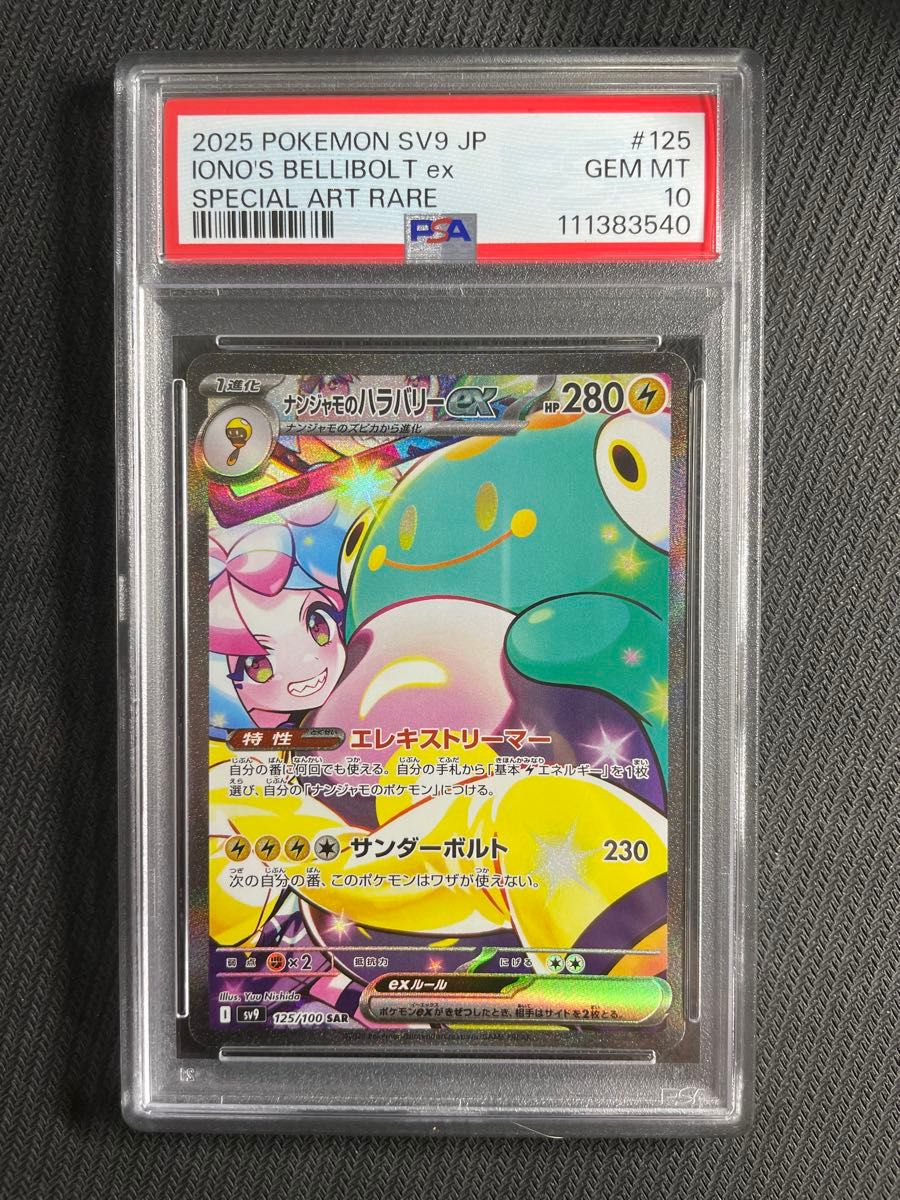 2025 POKEMON SV9 JP #125
IONO'S BELLIBOLT ex GEM MT
SPECIAL ART RARE 10
PSA 111383540
1進化 ナンジャモのハラバリーex HP280
ナンジャモのズピカから進化
特性 とくせい エレキストリーマー
自分の番に何回でも使える。自分の手札から「基本エネルギー」を1枚
選び、自分の「ナンジャモのポケモン」につける。
サンダーボルト 230
次の自分の番、このポケモンはワザが使えない。
弱点 ×2 抵抗力 にげる
exルール
ポケモンexがきぜつしたとき、相手はサイドを2枚とる。
Illus. Yuu Nishida
I sv9 125/100 SAR
PSA